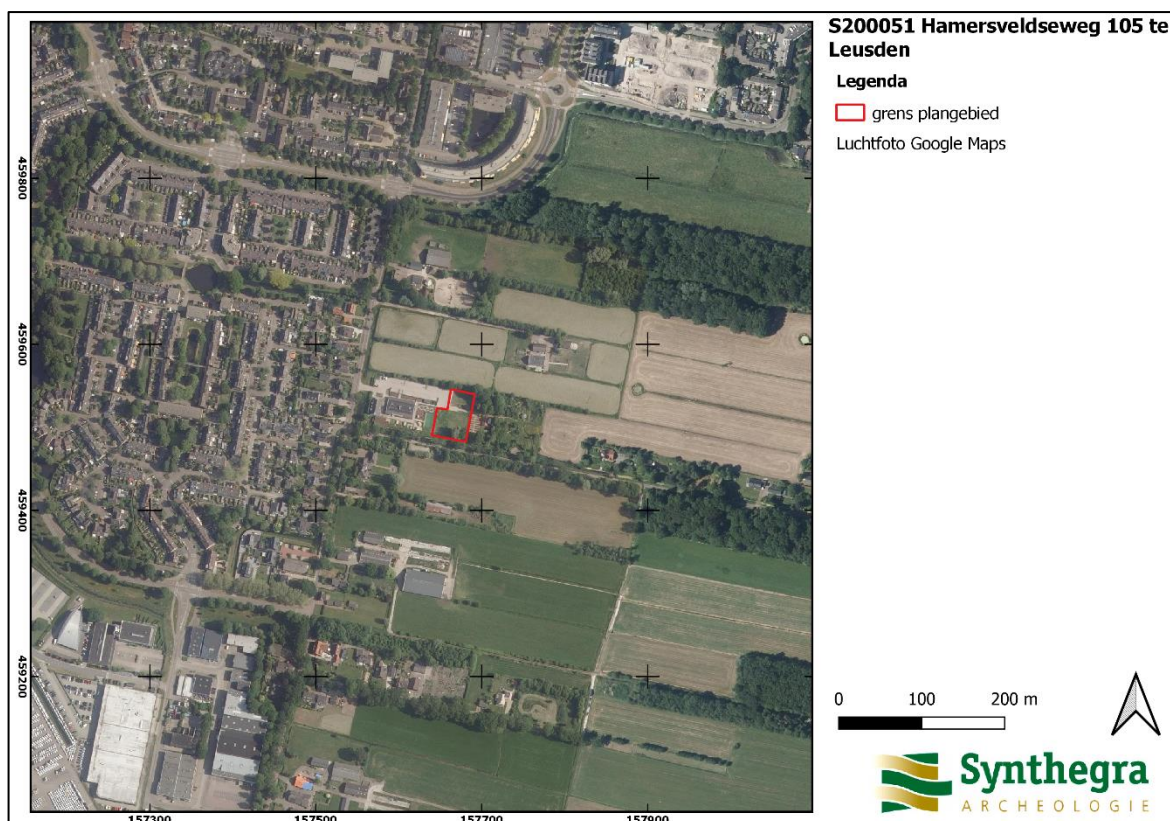 S200051 Hamersveldseweg 105 te
Leusden
Legenda
grens plangebied
Luchtfoto Google Maps
459800
459600
459400
459200
157300
157500
157700
157900
0 100 200 m
Synthegra
ARCHEOLOGIE